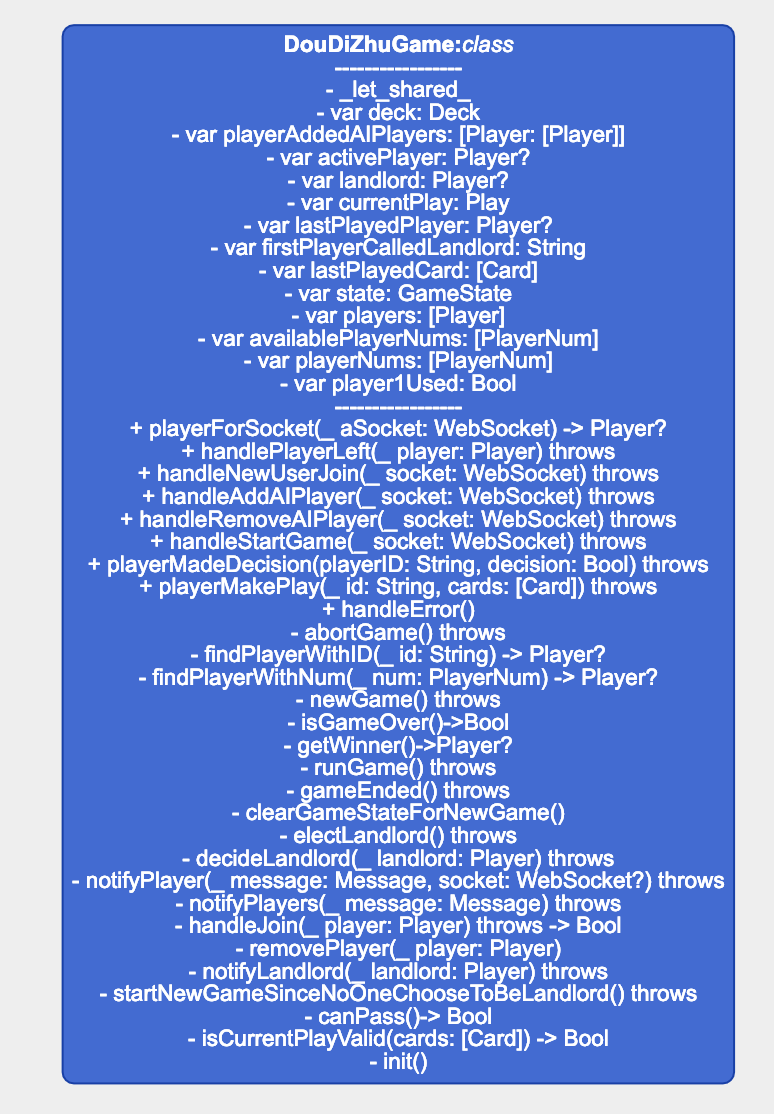 DouDiZhuGame:class
-----------------
- _let_shared_
- var deck: Deck
- var playerAddedAIPlayers: [Player: [Player]]
- var activePlayer: Player?
- var landlord: Player?
- var currentPlay: Play
- var lastPlayedPlayer: Player?
- var firstPlayerCalledLandlord: String
- var lastPlayedCard: [Card]
- var state: GameState
- var players: [Player]
- var availablePlayerNums: [PlayerNum]
- var playerNums: [PlayerNum]
- var player1Used: Bool
-----------------
+ playerForSocket(_ aSocket: WebSocket) -> Player?
+ handlePlayerLeft(_ player: Player) throws
+ handleNewUserJoin(_ socket: WebSocket) throws
+ handleAddAIPlayer(_ socket: WebSocket) throws
+ handleRemoveAIPlayer(_ socket: WebSocket) throws
+ handleStartGame(_ socket: WebSocket) throws
+ playerMadeDecision(playerID: String, decision: Bool) throws
+ playerMakePlay(_ id: String, cards: [Card]) throws
+ handleError()
- abortGame() throws
- findPlayerWithID(_ id: String) -> Player?
- findPlayerWithNum(_ num: PlayerNum) -> Player?
- newGame() throws
- isGameOver()->Bool
- getWinner()->Player?
- runGame() throws
- gameEnded() throws
- clearGameStateForNewGame()
- electLandlord() throws
- decideLandlord(_ landlord: Player) throws
- notifyPlayer(_ message: Message, socket: WebSocket?) throws
- notifyPlayers(_ message: Message) throws
- handleJoin(_ player: Player) throws -> Bool
- removePlayer(_ player: Player)
- notifyLandlord(_ landlord: Player) throws
- startNewGameSinceNoOneChooseToBeLandlord() throws
- canPass()-> Bool
- isCurrentPlayValid(cards: [Card]) -> Bool
- init()